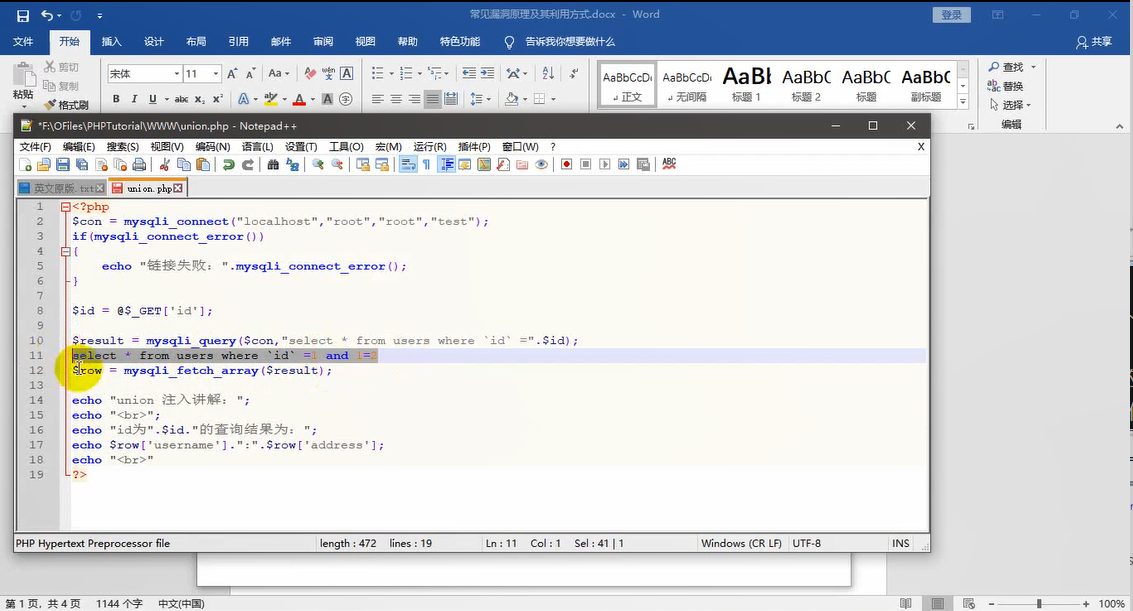 常见漏洞原理及其利用方式.docx - Word
登录
文件 开始 插入 设计 布局 引用 邮件 审阅 视图 帮助 特色功能 告诉我你想要做什么 共享
粘贴 剪切 复制 格式刷
宋体 11
AaBbCcDı AaBbCcDı AaBbC AaBbC AaBbC AaBbC
正文 无间隔 标题 1 标题 2 标题 副标题
查找 替换 选择 编辑
*F:\OFiles\PHPTutorial\WWW\union.php - Notepad++
文件(F) 编辑(E) 搜索(S) 视图(V) 编码(N) 语言(L) 设置(T) 工具(O) 宏(M) 运行(R) 插件(P) 窗口(W) ? X
英文原版.txt union.php
1 <?php
2 $con = mysqli_connect("localhost","root","root","test");
3 if(mysqli_connect_error())
4 {
5 echo "链接失败：".mysqli_connect_error();
6 }
7
8 $id = @$_GET['id'];
9
10 $result = mysqli_query($con,"select * from users where `id` =".$id);
11 select * from users where `id` =1 and 1=2
12 $row = mysqli_fetch_array($result);
13
14 echo "union 注入讲解：";
15 echo "<br>";
16 echo "id为".$id."的查询结果为：";
17 echo $row['username'].":".$row['address'];
18 echo "<br>"
19 ?>
PHP Hypertext Preprocessor file length : 472 lines : 19 Ln : 11 Col : 1 Sel : 41 | 1 Windows (CR LF) UTF-8 INS
第 1 页，共 4 页 1144 个字 中文(中国) 100%